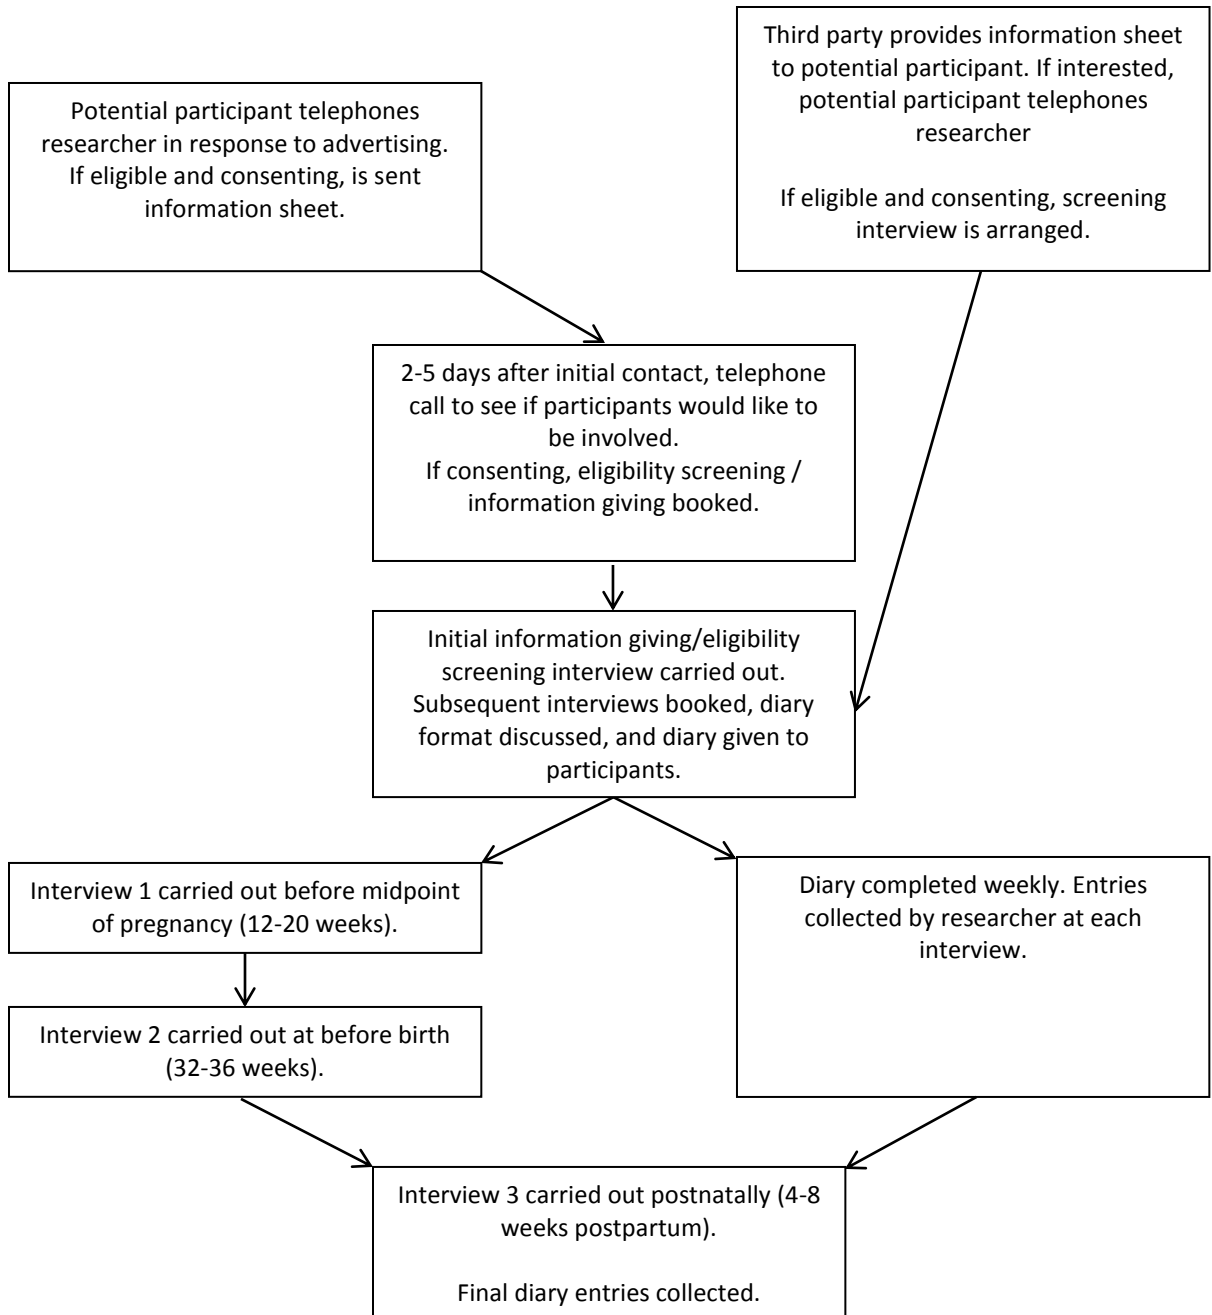 Potential participant telephones
researcher in response to advertising.
If eligible and consenting, is sent
information sheet.
Third party provides information sheet
to potential participant. If interested,
potential participant telephones
researcher
If eligible and consenting, screening
interview is arranged.
2-5 days after initial contact, telephone
call to see if participants would like to
be involved.
If consenting, eligibility screening /
information giving booked.
Initial information giving/eligibility
screening interview carried out.
Subsequent interviews booked, diary
format discussed, and diary given to
participants.
Interview 1 carried out before midpoint
of pregnancy (12-20 weeks).
Diary completed weekly. Entries
collected by researcher at each
interview.
Interview 2 carried out at before birth
(32-36 weeks).
Interview 3 carried out postnatally (4-8
weeks postpartum).
Final diary entries collected.